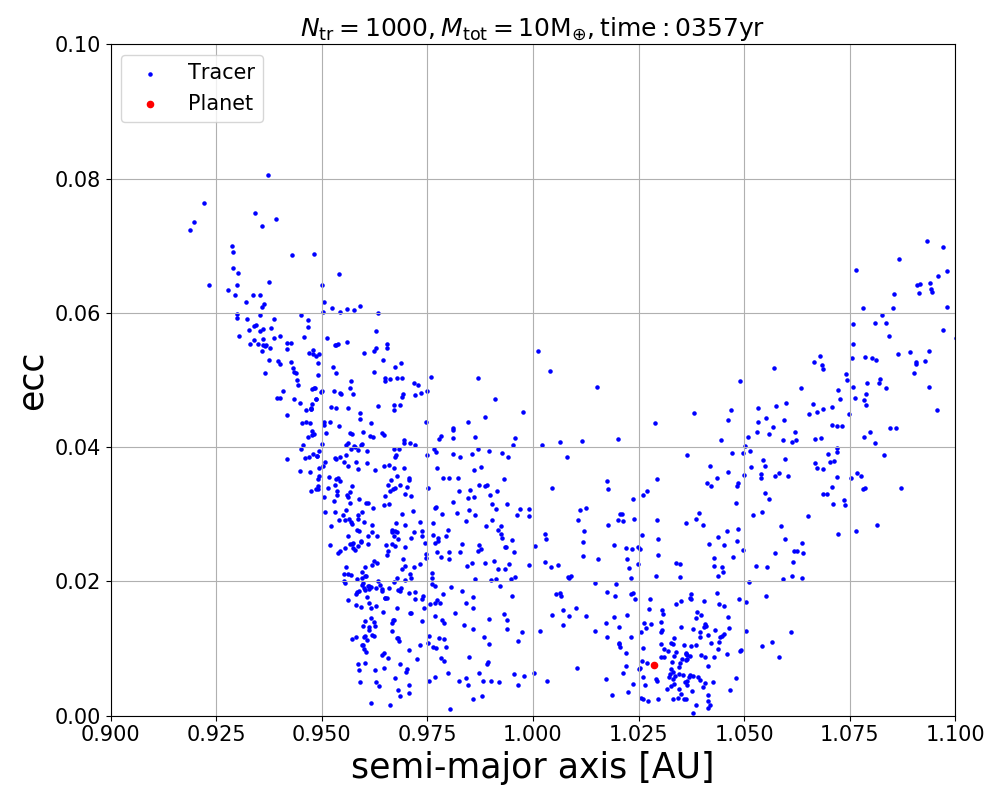 N_tr = 1000, M_tot = 10M_⊕, time : 0357yr
Tracer
Planet
0.10
0.08
0.06
0.04
0.02
0.00
ecc
0.900 0.925 0.950 0.975 1.000 1.025 1.050 1.075 1.100
semi-major axis [AU]